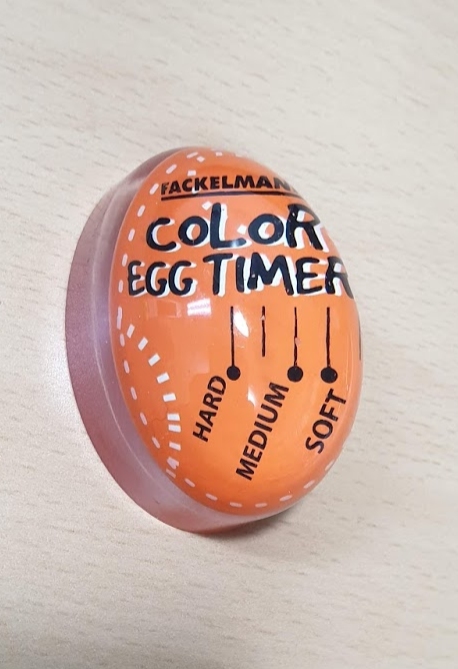 FACKELMAN
COLOR
EGG TIMER
HARD
MEDIUM
SOFT